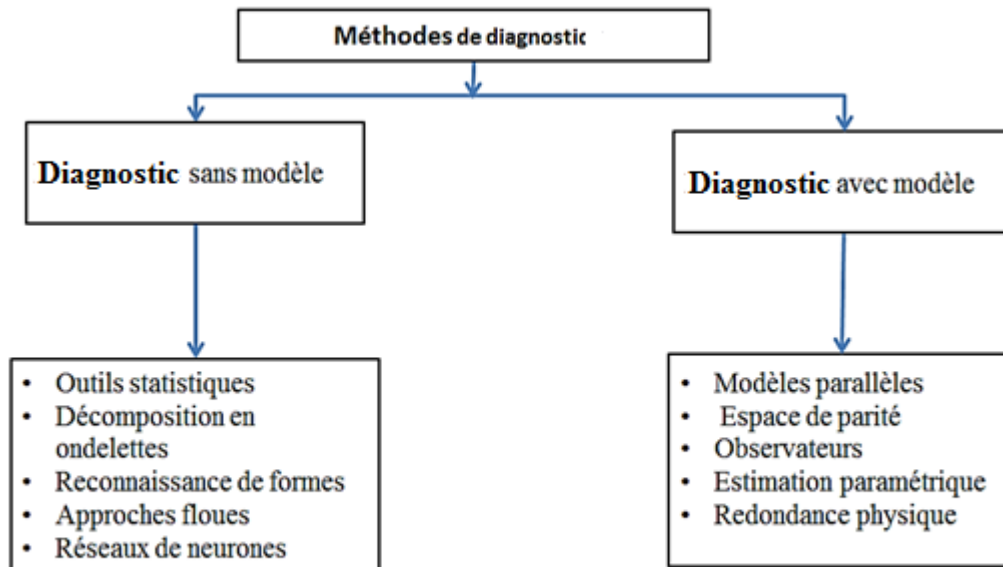 Méthodes de diagnostic
Diagnostic sans modèle
Diagnostic avec modèle
• Outils statistiques
• Décomposition en
ondelettes
• Reconnaissance de formes
• Approches floues
• Réseaux de neurones
• Modèles parallèles
• Espace de parité
• Observateurs
• Estimation paramétrique
• Redondance physique